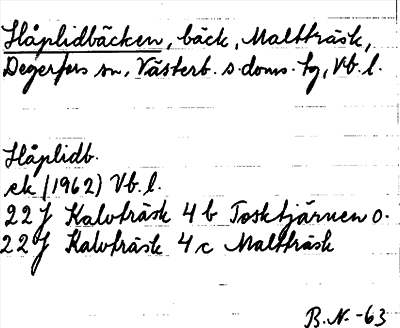 Håplidbäcken, bäck, Maltträsk,
Degerfors sn, Västerb. s. doms. tg, Vb. l.
Håplidb.
ek (1962) Vb. l.
22 J Kalvträsk 4 b Tosktjärnen o.
22 J Kalvträsk 4 c Maltträsk
B. N. -63